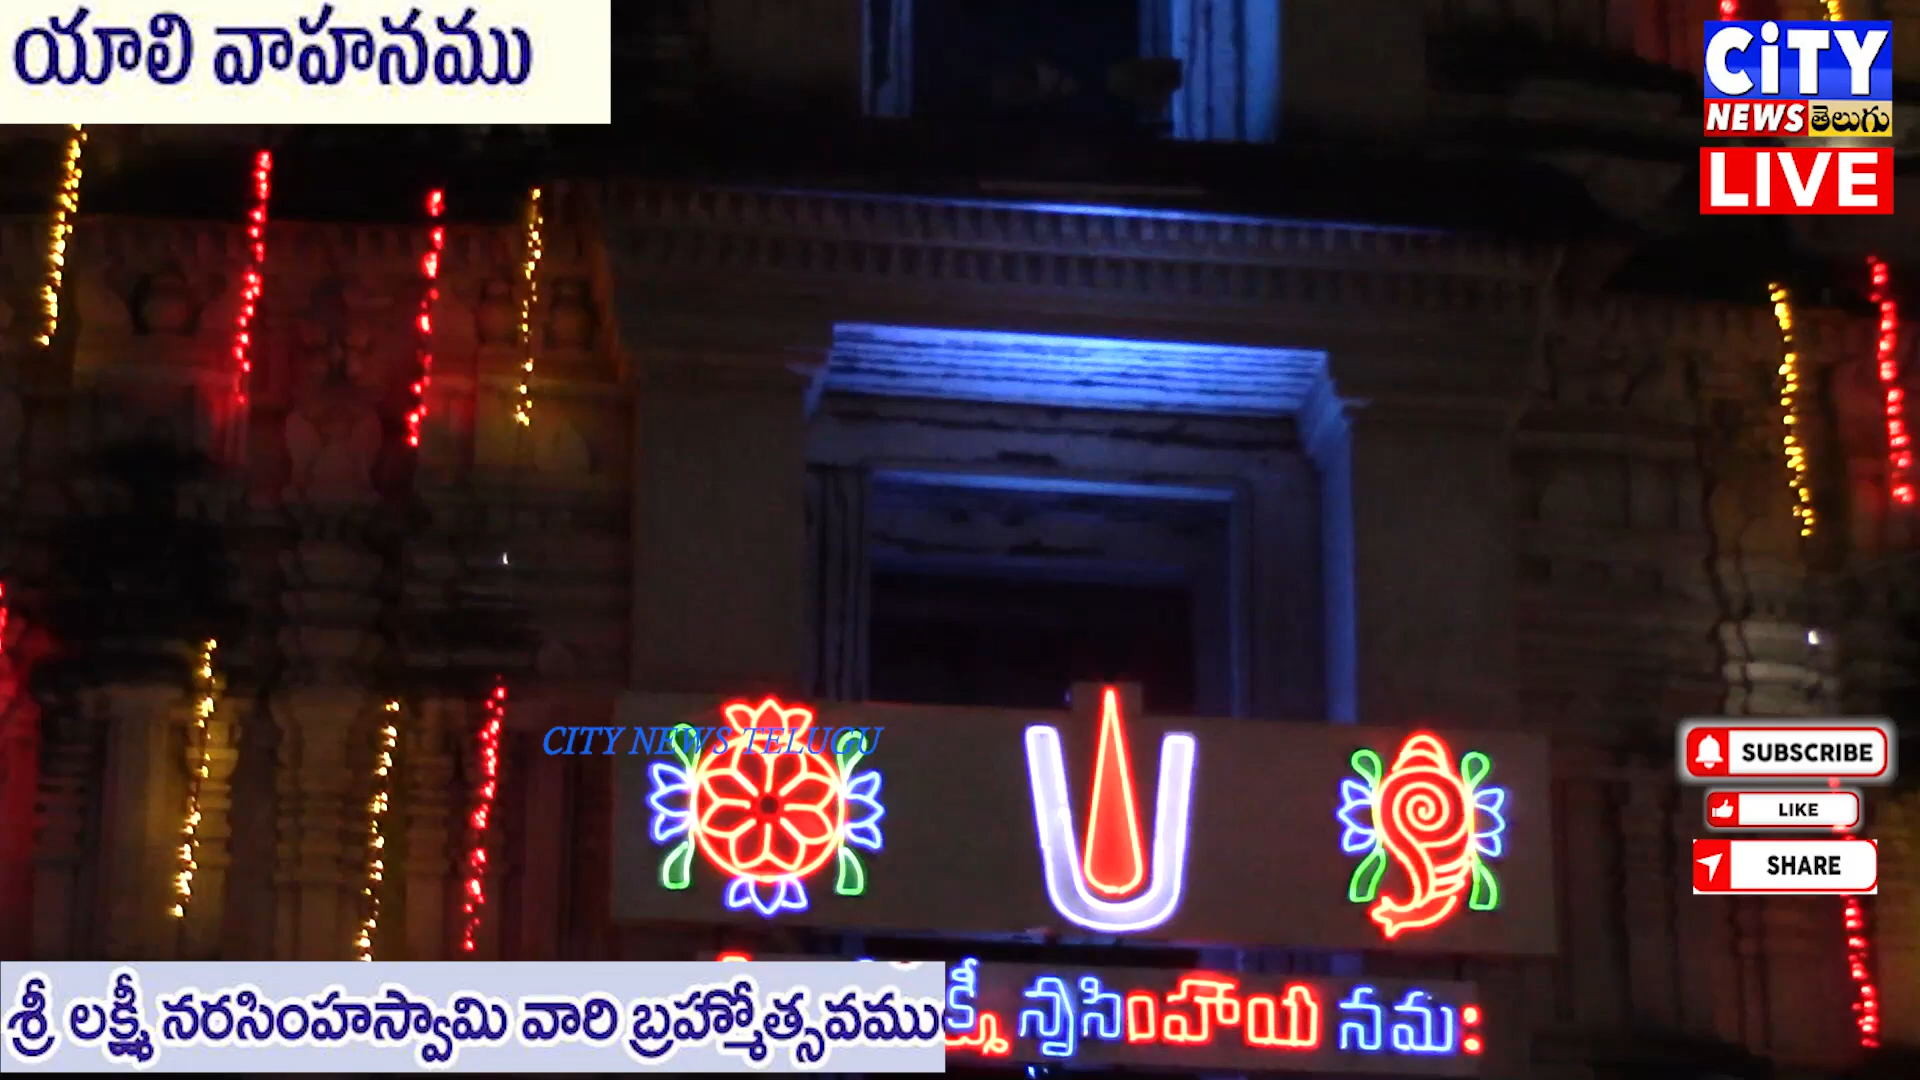 యాలి వాహనము
CiTY
NEWS తెలుగు
LIVE
CITY NEWS TELUGU
SUBSCRIBE
LIKE
SHARE
శ్రీ లక్ష్మీ నరసింహస్వామి వారి బ్రహ్మోత్సవము
నృసింహాయ నమః